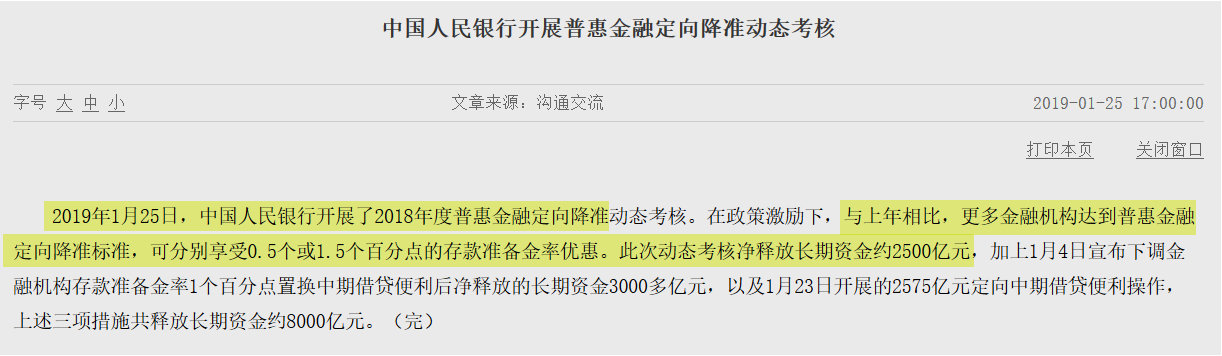 中国人民银行开展普惠金融定向降准动态考核
字号 大 中 小 文章来源：沟通交流 2019-01-25 17:00:00
打印本页 关闭窗口
2019年1月25日，中国人民银行开展了2018年度普惠金融定向降准动态考核。在政策激励下，与上年相比，更多金融机构达到普惠金融
定向降准标准，可分别享受0.5个或1.5个百分点的存款准备金率优惠。此次动态考核净释放长期资金约2500亿元，加上1月4日宣布下调金
融机构存款准备金率1个百分点置换中期借贷便利后净释放的长期资金3000多亿元，以及1月23日开展的2575亿元定向中期借贷便利操作，
上述三项措施共释放长期资金约8000亿元。（完）